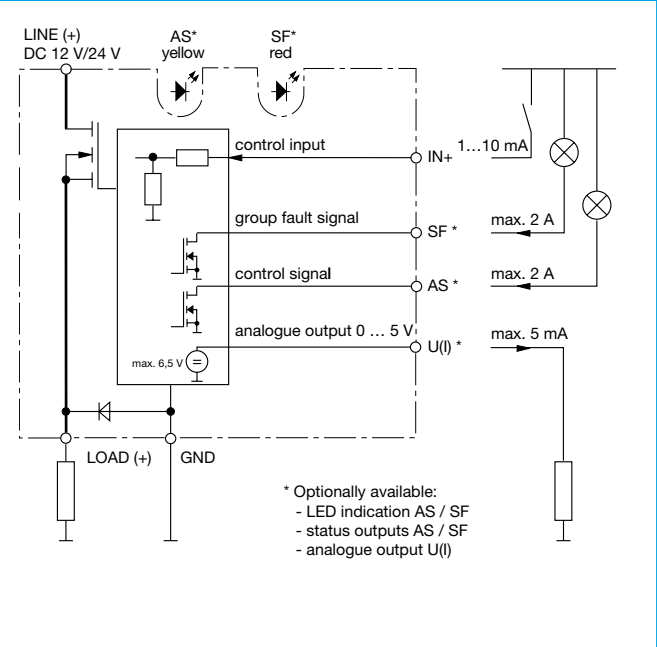 LINE (+)
DC 12 V/24 V
AS*
yellow
SF*
red
control input
IN+
1…10 mA
group fault signal
SF *
max. 2 A
control signal
AS *
max. 2 A
analogue output 0 … 5 V
U(I) *
max. 5 mA
max. 6,5 V
=
LOAD (+)
GND
* Optionally available:
- LED indication AS / SF
- status outputs AS / SF
- analogue output U(I)